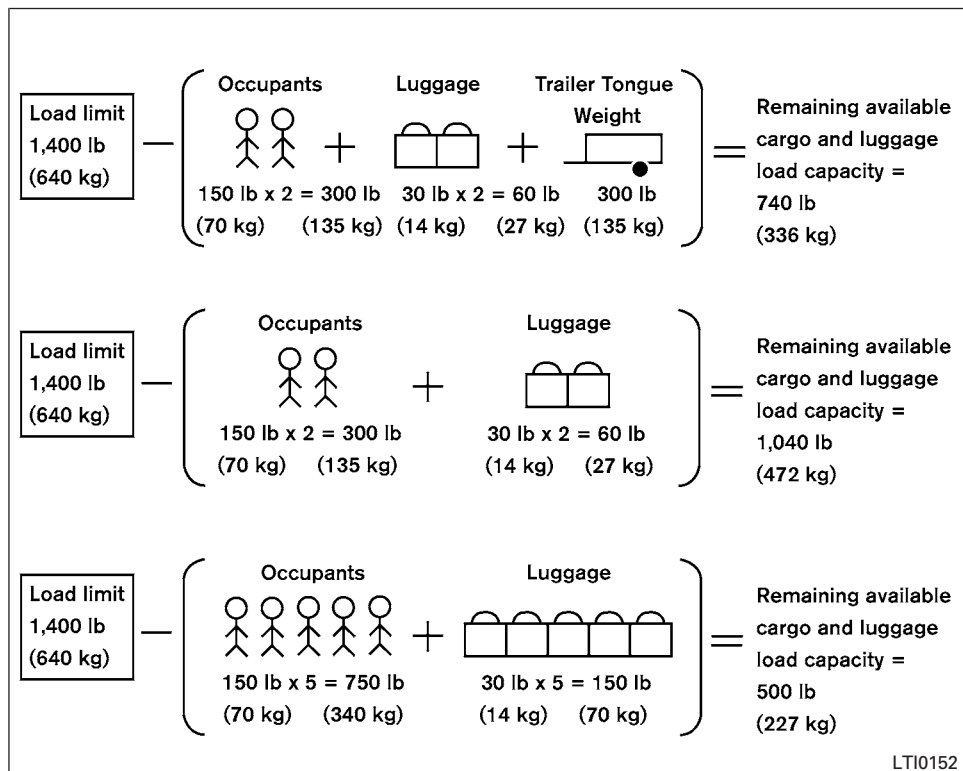 Occupants Luggage Trailer Tongue
Weight
Load limit
1,400 lb
(640 kg)
− ( + + ) =
150 lb x 2 = 300 lb 30 lb x 2 = 60 lb 300 lb
(70 kg) (135 kg) (14 kg) (27 kg) (135 kg)
Remaining available
cargo and luggage
load capacity =
740 lb
(336 kg)
Occupants Luggage
Load limit
1,400 lb
(640 kg)
− ( + ) =
150 lb x 2 = 300 lb 30 lb x 2 = 60 lb
(70 kg) (135 kg) (14 kg) (27 kg)
Remaining available
cargo and luggage
load capacity =
1,040 lb
(472 kg)
Occupants Luggage
Load limit
1,400 lb
(640 kg)
− ( + ) =
150 lb x 5 = 750 lb 30 lb x 5 = 150 lb
(70 kg) (340 kg) (14 kg) (70 kg)
Remaining available
cargo and luggage
load capacity =
500 lb
(227 kg)
LTI0152